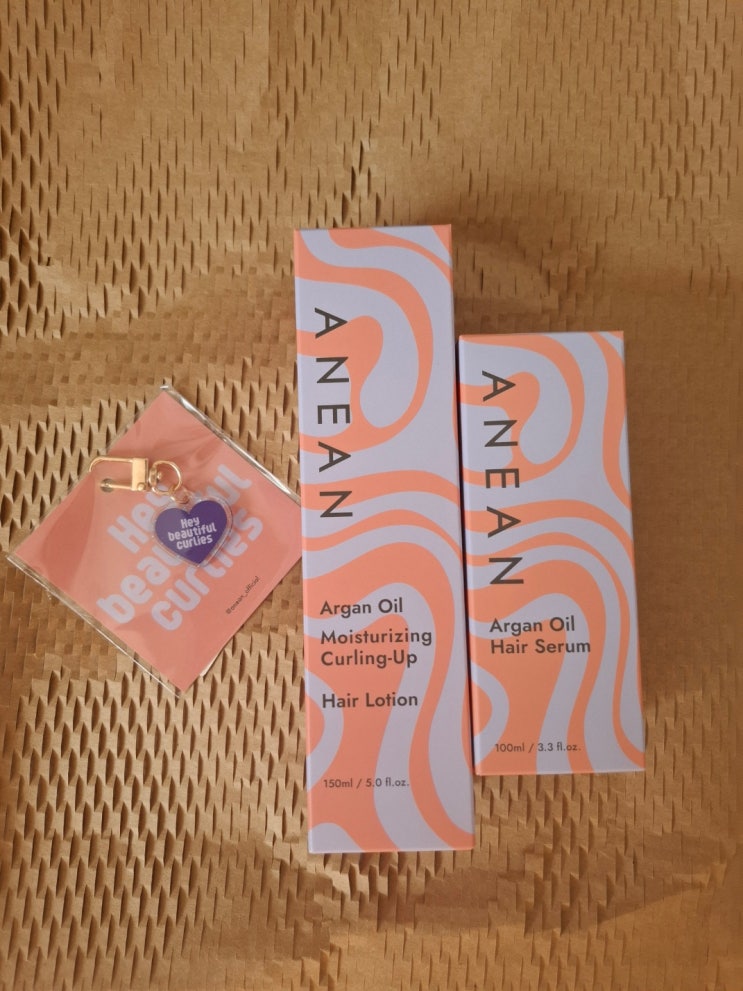 Hey
beautiful
curlies
Hey
beautiful
curlies
@anean_official
ANEAN
Argan Oil
Moisturizing
Curling-Up
Hair Lotion
150ml / 5.0 fl.oz.
ANEAN
Argan Oil
Hair Serum
100ml / 3.3 fl.oz.